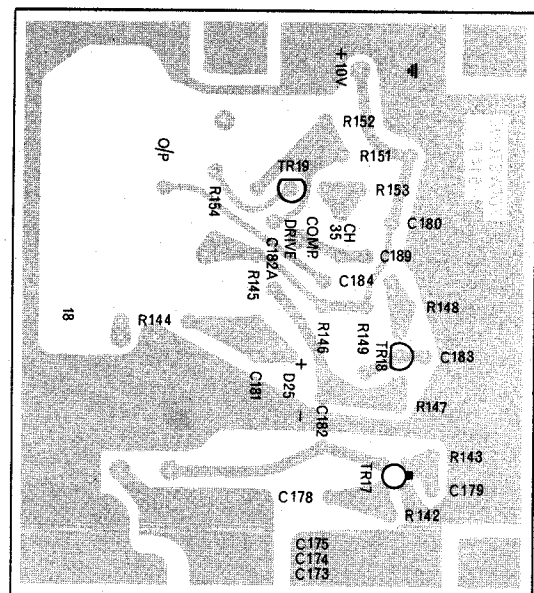 +10V
R152
O/P
TR19
R151
R154
R153
CH
35
COMP.
DRIVE
C180
C182A
C189
R145
C184
18
R144
R148
R146
R149
TR18
C183
C181
+
D25
-
C182
R147
R143
TR17
C179
C178
R142
C175
C174
C173